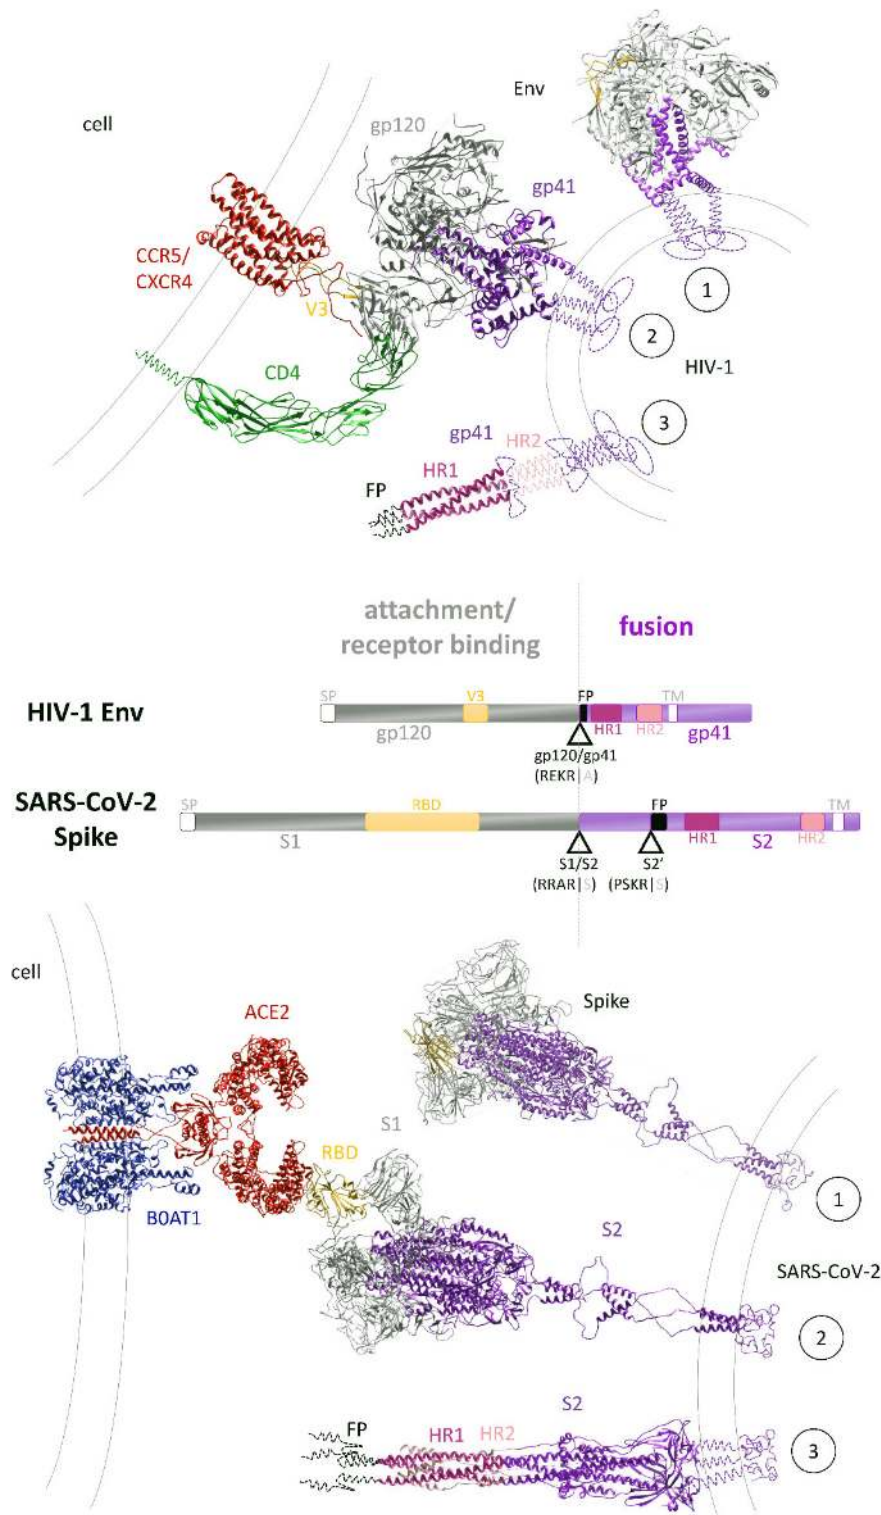 Env
cell
gp120
gp41
CCR5/
CXCR4
V3
1
2
HIV-1
CD4
3
gp41
HR2
HR1
FP
attachment/
receptor binding
fusion
SP
V3
FP
TM
HIV-1 Env
gp120
HR1
HR2
gp41
gp120/gp41
(REKR|A)
SARS-CoV-2
Spike
SP
RBD
FP
TM
S1
HR1
S2
HR2
S1/S2
(RRAR|S)
S2’
(PSKR|S)
cell
Spike
ACE2
S1
RBD
B0AT1
1
S2
SARS-CoV-2
2
S2
FP
HR1
HR2
3